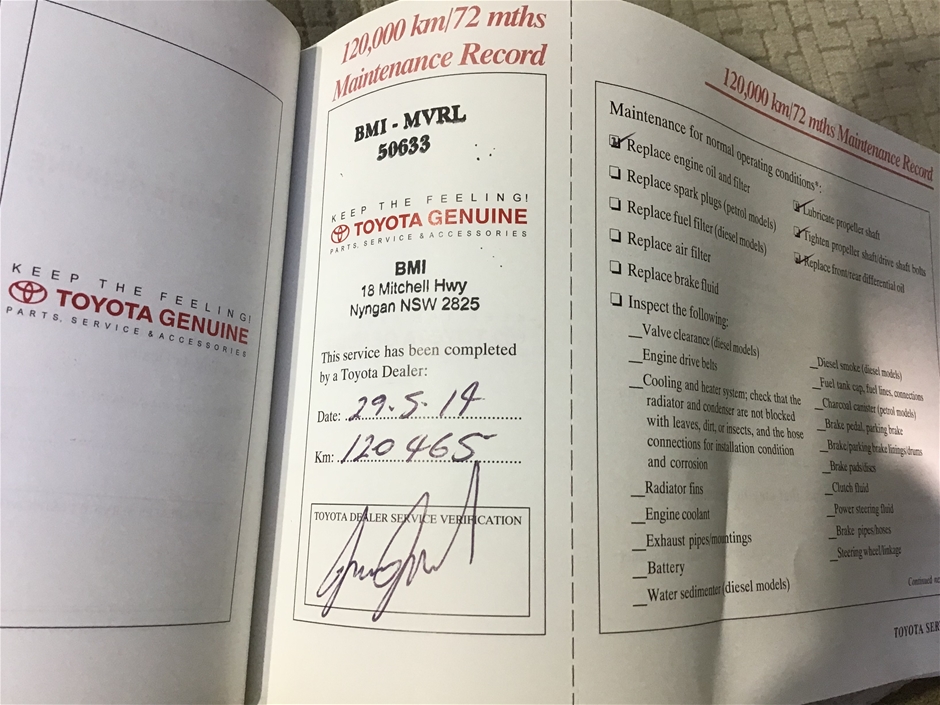 KEEP THE FEELING!
TOYOTA GENUINE
PARTS, SERVICE & ACCESSORIES
120,000 km/72 mths
Maintenance Record
BMI - MVRL
50633
KEEP THE FEELING!
TOYOTA GENUINE
PARTS, SERVICE & ACCESSORIES
BMI
18 Mitchell Hwy
Nyngan NSW 2825
This service has been completed
by a Toyota Dealer:
Date: 29.5.14
Km: 120465
TOYOTA DEALER SERVICE VERIFICATION
120,000 km/72 mths Maintenance Record
Maintenance for normal operating conditions*:
Replace engine oil and filter
Replace spark plugs (petrol models)
Replace fuel filter (diesel models)
Replace air filter
Replace brake fluid
Inspect the following:
Valve clearance (diesel models)
Engine drive belts
Cooling and heater system; check that the
radiator and condenser are not blocked
with leaves, dirt, or insects, and the hose
connections for installation condition
and corrosion
Radiator fins
Engine coolant
Exhaust pipes/mountings
Battery
Water sedimenter (diesel models)
Lubricate propeller shaft
Tighten propeller shaft/drive shaft bolts
Replace front/rear differential oil
Diesel smoke (diesel models)
Fuel tank cap, fuel lines, connections
Charcoal canister (petrol models)
Brake pedal, parking brake
Brake/parking brake linings/drums
Brake pads/discs
Clutch fluid
Power steering fluid
Brake pipes/hoses
Steering wheel/linkage
Continued
TOYOTA